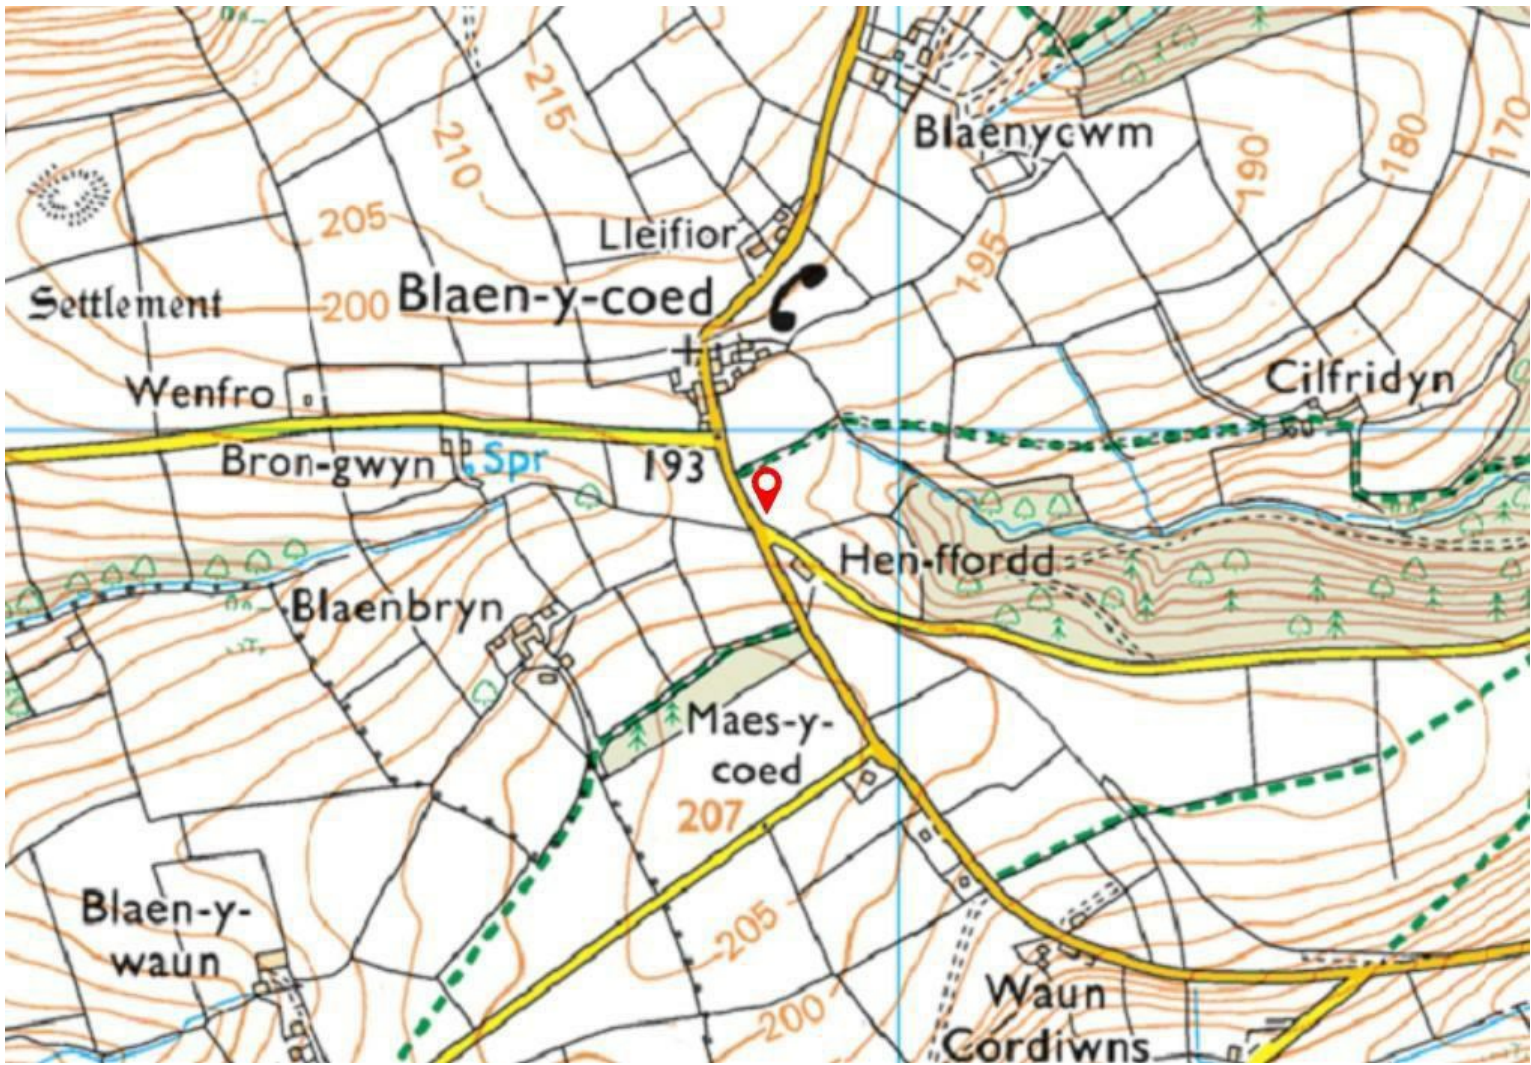 215
Blaenycwm
210
190
180
170
205
Lleifior
195
Settlement
200
Blaen-y-coed
Wenfro
Cilfridyn
Bron-gwyn
Spr
193
Hen-ffordd
Blaenbryn
Maes-y-
coed
207
Blaen-y-
waun
205
200
Waun
Cordiwns